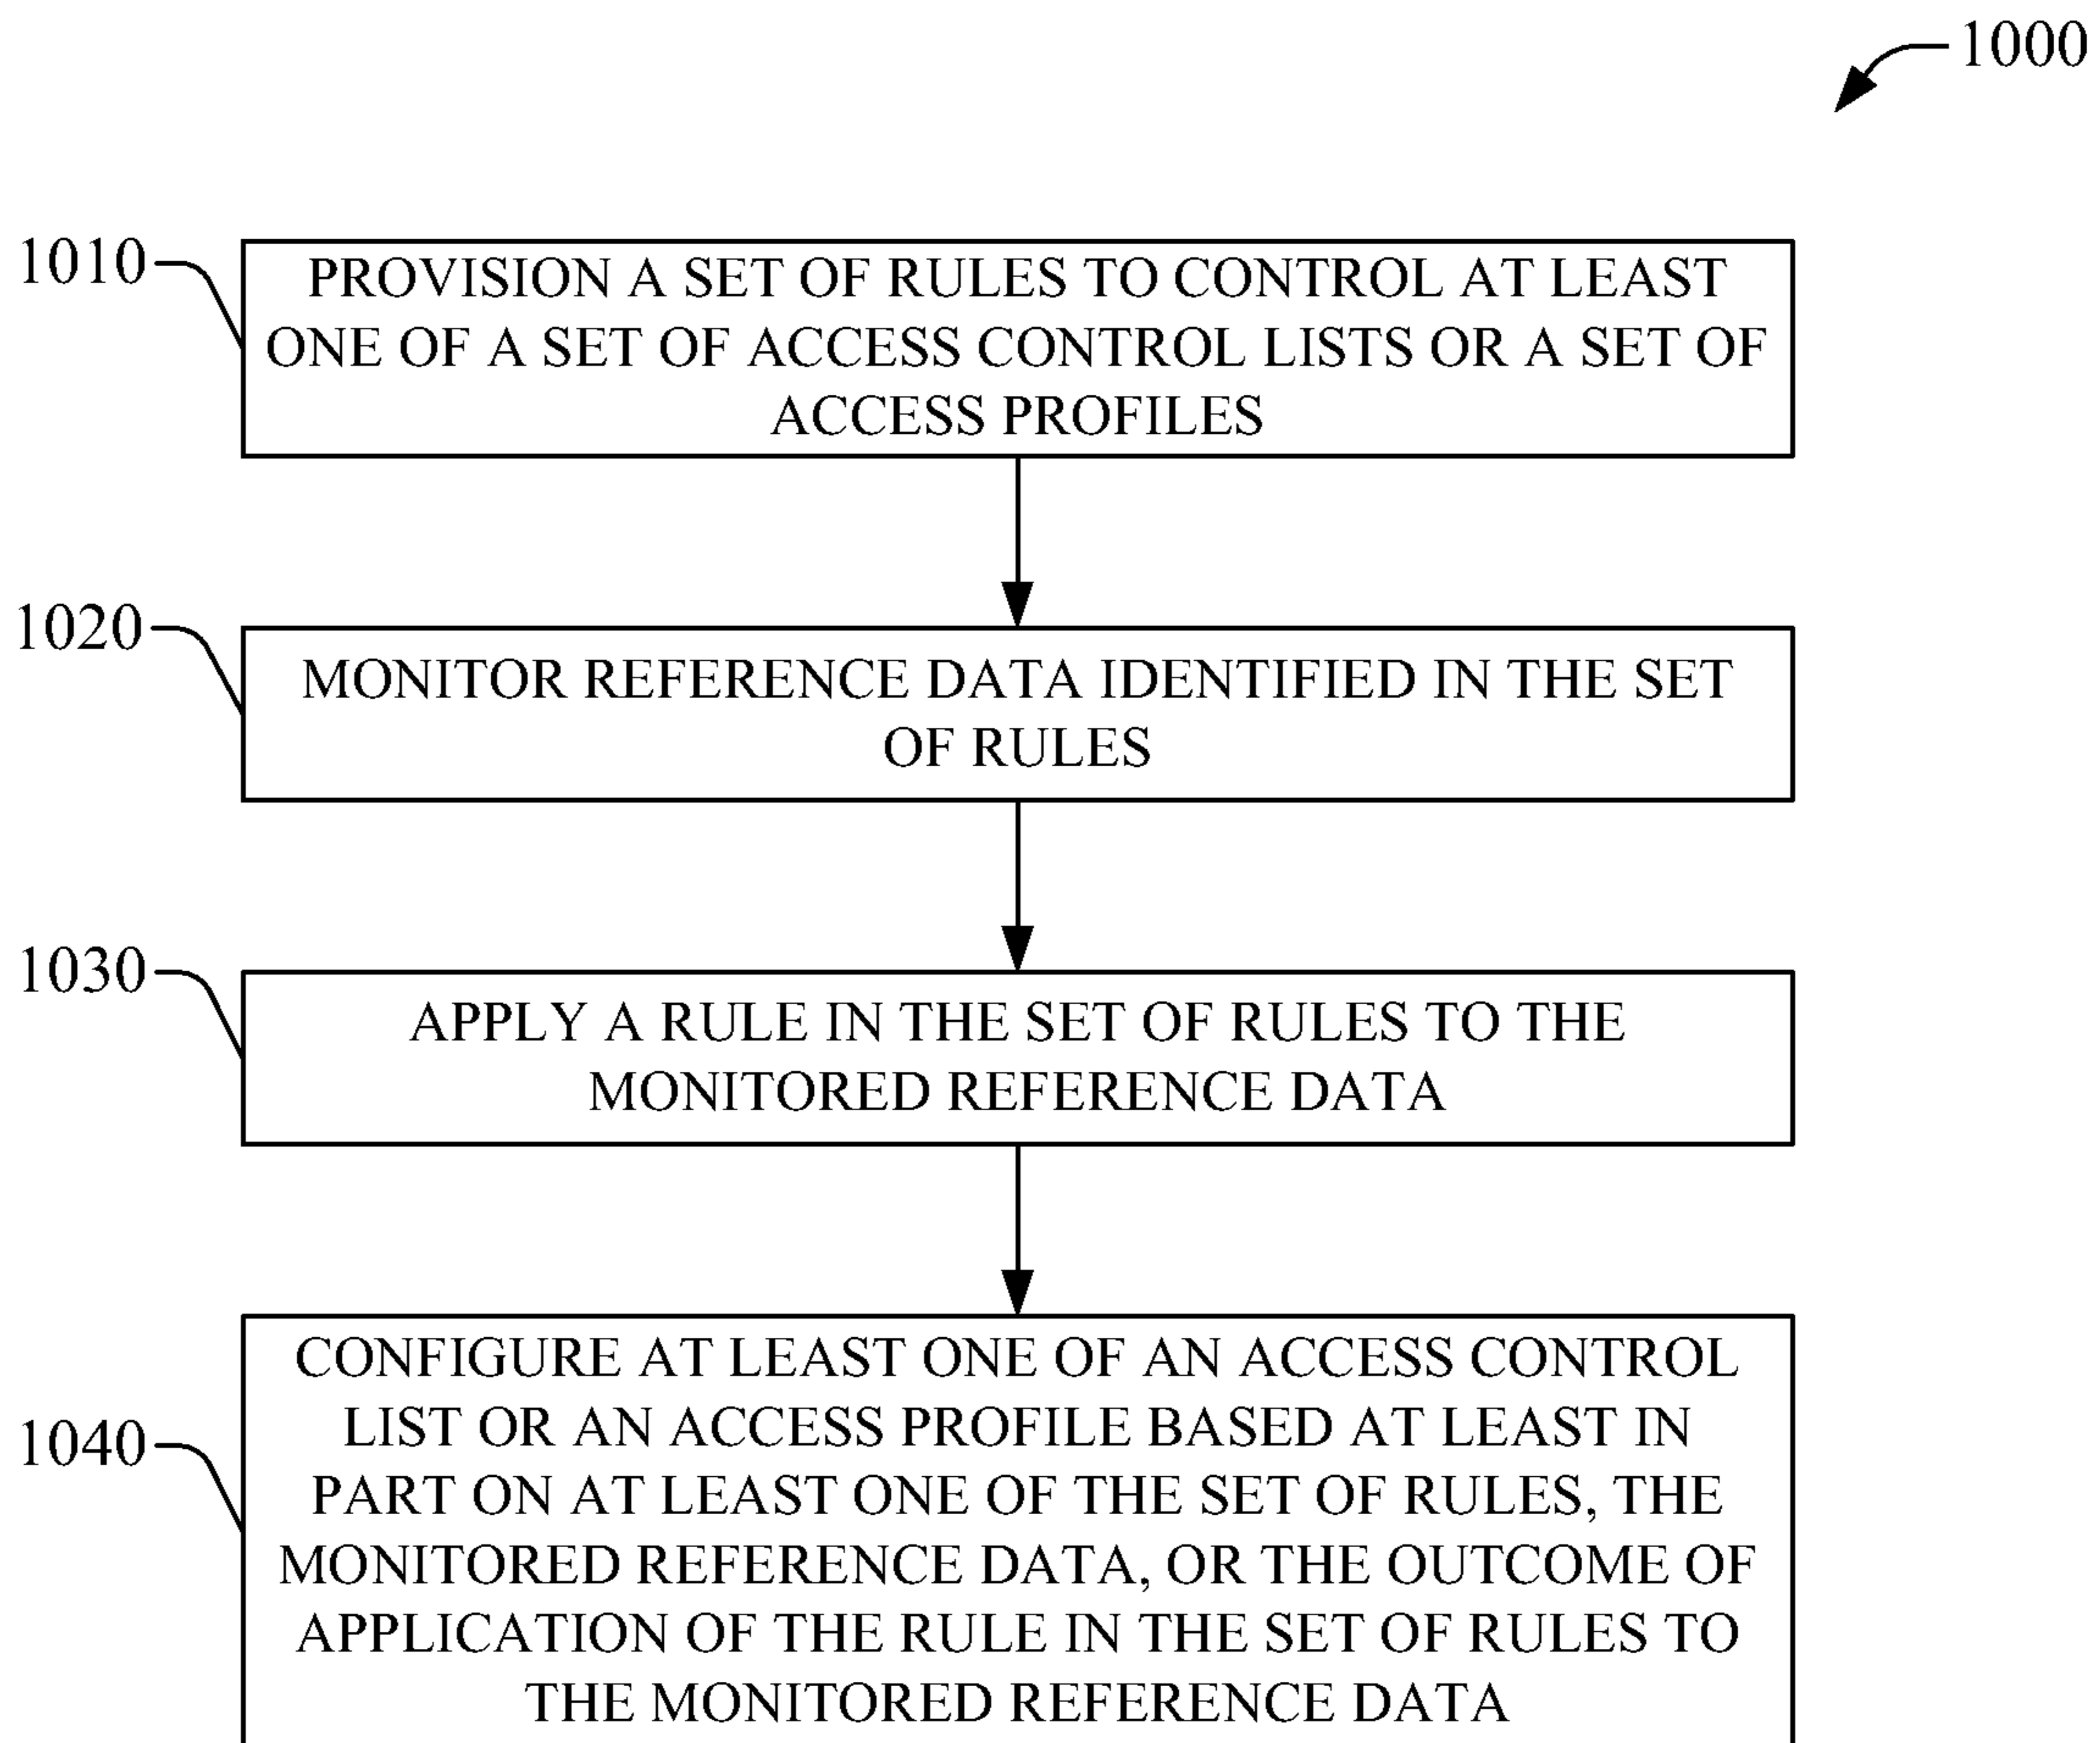 1000
1010
PROVISION A SET OF RULES TO CONTROL AT LEAST
ONE OF A SET OF ACCESS CONTROL LISTS OR A SET OF
ACCESS PROFILES
1020
MONITOR REFERENCE DATA IDENTIFIED IN THE SET
OF RULES
1030
APPLY A RULE IN THE SET OF RULES TO THE
MONITORED REFERENCE DATA
1040
CONFIGURE AT LEAST ONE OF AN ACCESS CONTROL
LIST OR AN ACCESS PROFILE BASED AT LEAST IN
PART ON AT LEAST ONE OF THE SET OF RULES, THE
MONITORED REFERENCE DATA, OR THE OUTCOME OF
APPLICATION OF THE RULE IN THE SET OF RULES TO
THE MONITORED REFERENCE DATA